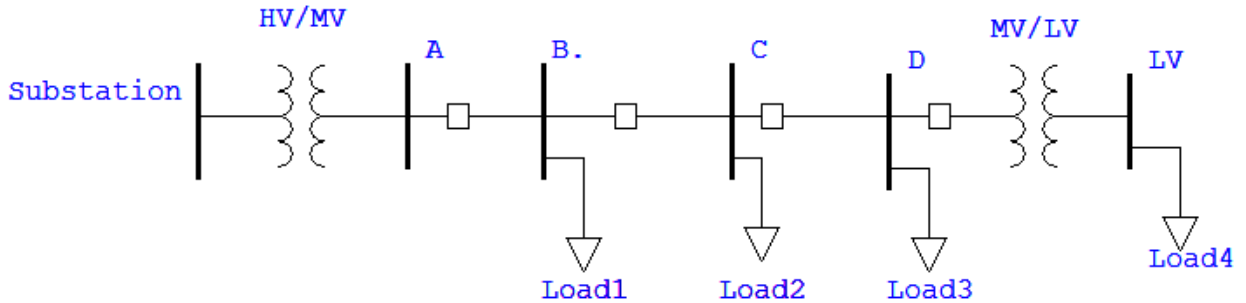 HV/MV
MV/LV
A
B.
C
D
LV
Substation
Load1
Load2
Load3
Load4